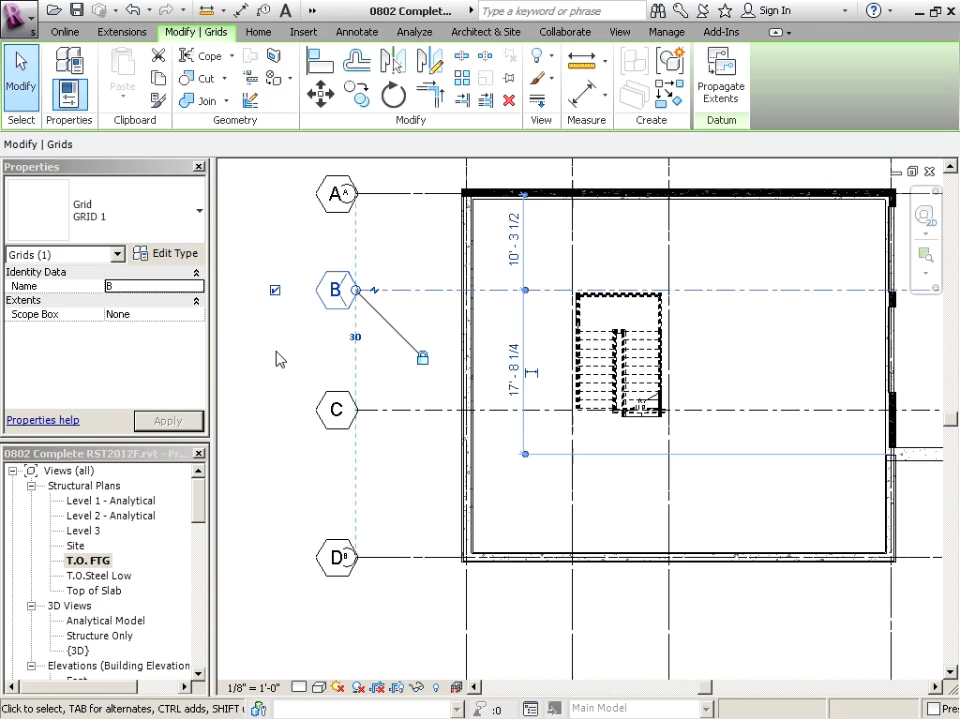 0802 Complet...
Type a keyword or phrase
Sign In
Online
Extensions
Modify | Grids
Home
Insert
Annotate
Analyze
Architect & Site
Collaborate
View
Manage
Add-Ins
Modify
Paste
Cope
Cut
Join
Propagate
Extents
Select
Properties
Clipboard
Geometry
Modify
View
Measure
Create
Datum
Modify | Grids
Properties
Grid
GRID 1
Grids (1)
Edit Type
Identity Data
Name
B
Extents
Scope Box
None
Properties help
Apply
0802 Complete RST2012F.rvt - Views
Views (all)
Structural Plans
Level 1 - Analytical
Level 2 - Analytical
Level 3
Site
T.O. FTG
T.O.Steel Low
Top of Slab
3D Views
Analytical Model
Structure Only
{3D}
Elevations (Building Elevation
East
A
A
B
3D
C
D
B
10' - 3 1/2
17' - 8 1/4
2D
1/8" = 1'-0"
Click to select, TAB for alternates, CTRL adds, SHIFT u
:0
Main Model
Pres